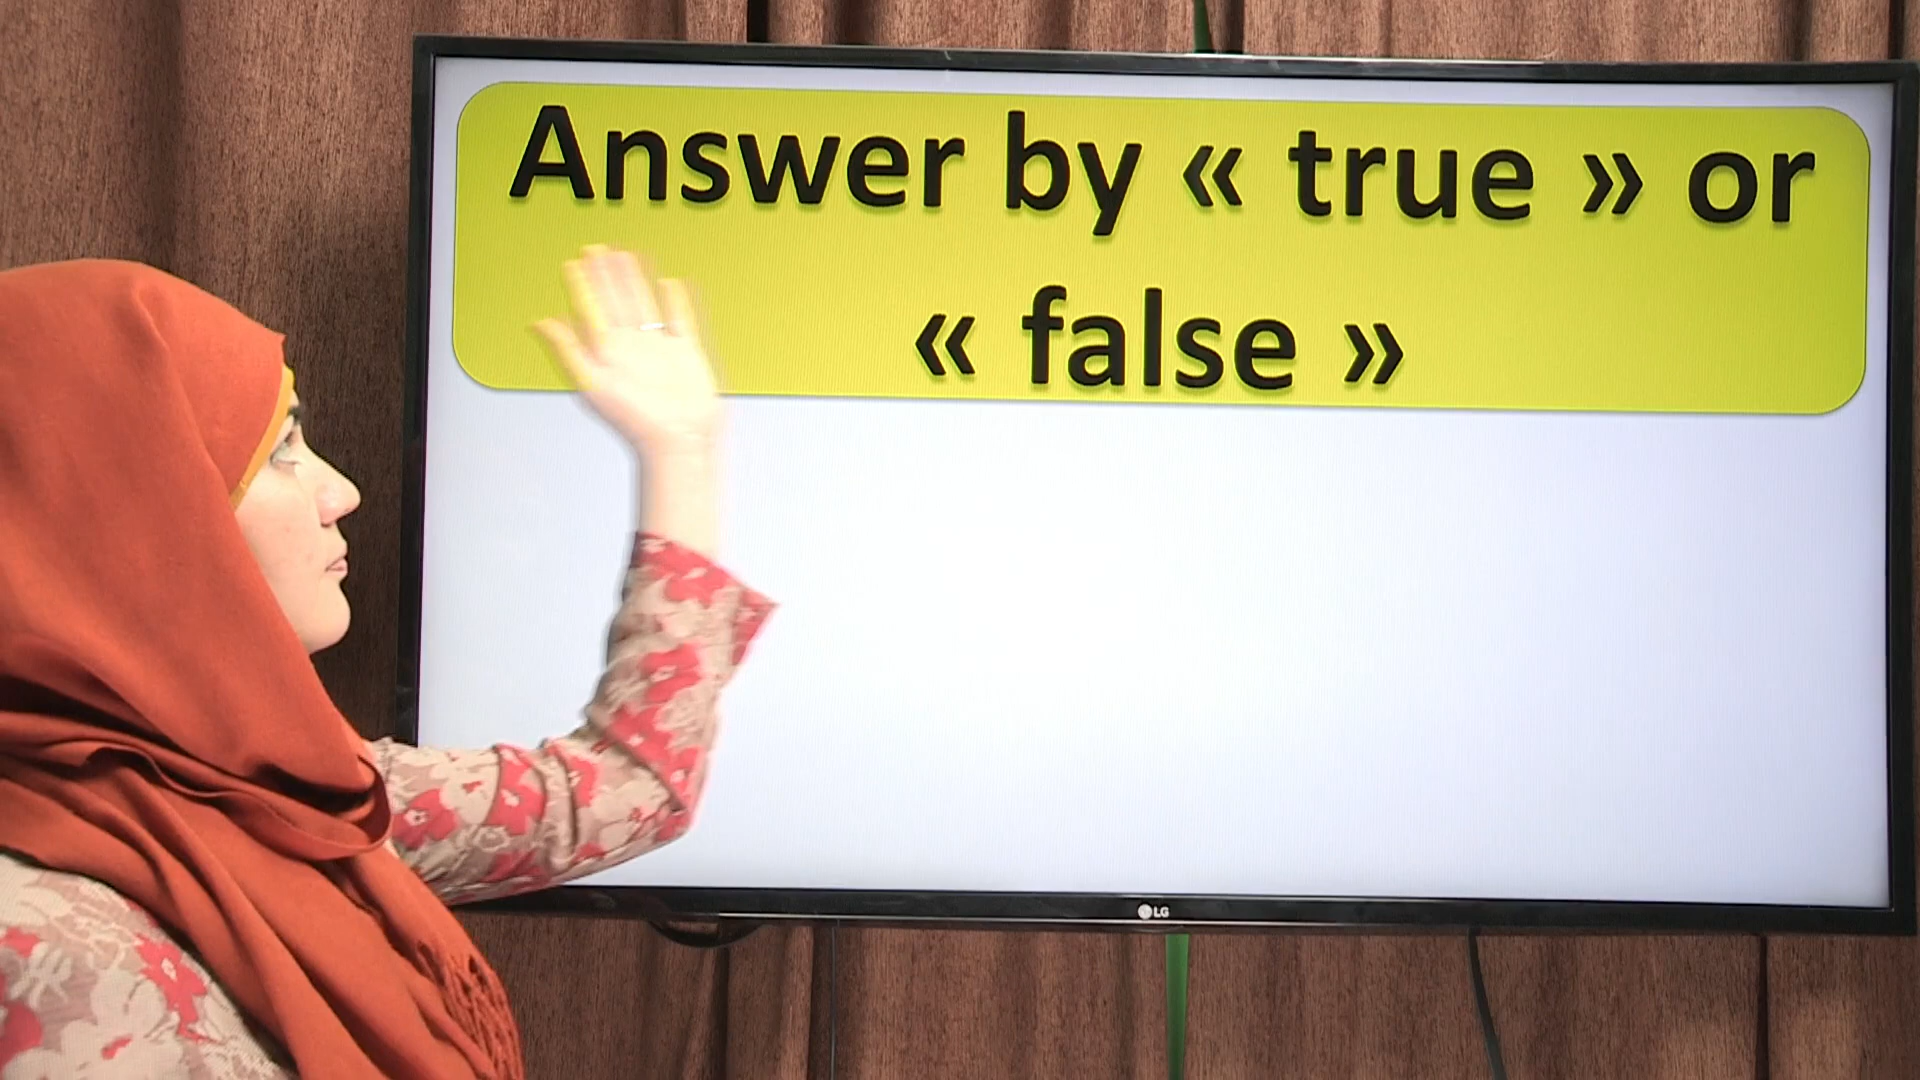 Answer by « true » or
« false »
LG